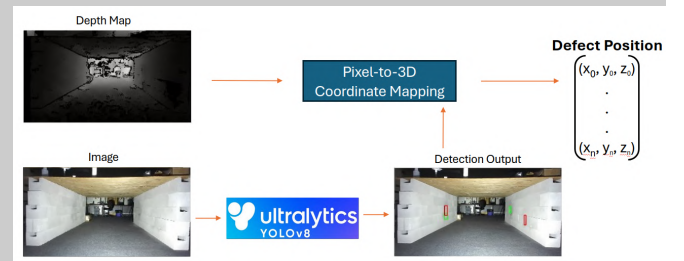 Depth Map
Defect Position
Pixel-to-3D
Coordinate Mapping
(x₀, y₀, z₀)
.
.
.
(xₙ, yₙ, zₙ)
Image
Detection Output
ultralytics
YOLOv8